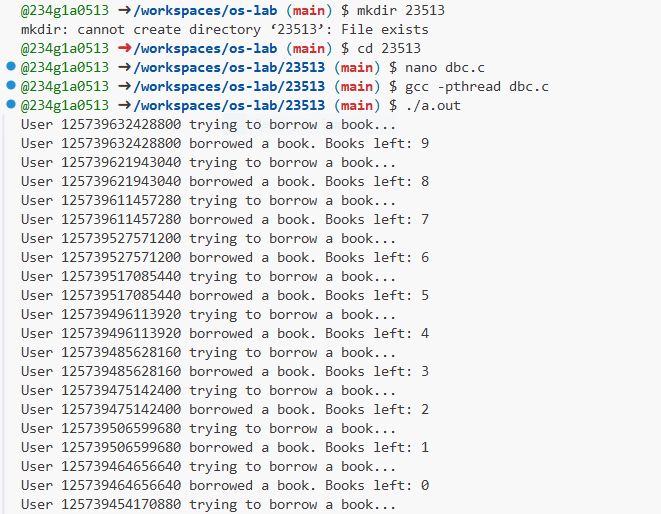 @234g1a0513 ➜/workspaces/os-lab (main) $ mkdir 23513
mkdir: cannot create directory ‘23513’: File exists
@234g1a0513 ➜/workspaces/os-lab (main) $ cd 23513
@234g1a0513 ➜/workspaces/os-lab/23513 (main) $ nano dbc.c
@234g1a0513 ➜/workspaces/os-lab/23513 (main) $ gcc -pthread dbc.c
@234g1a0513 ➜/workspaces/os-lab/23513 (main) $ ./a.out
User 125739632428800 trying to borrow a book...
User 125739632428800 borrowed a book. Books left: 9
User 125739621943040 trying to borrow a book...
User 125739621943040 borrowed a book. Books left: 8
User 125739611457280 trying to borrow a book...
User 125739611457280 borrowed a book. Books left: 7
User 125739527571200 trying to borrow a book...
User 125739527571200 borrowed a book. Books left: 6
User 125739517085440 trying to borrow a book...
User 125739517085440 borrowed a book. Books left: 5
User 125739496113920 trying to borrow a book...
User 125739496113920 borrowed a book. Books left: 4
User 125739485628160 trying to borrow a book...
User 125739485628160 borrowed a book. Books left: 3
User 125739475142400 trying to borrow a book...
User 125739475142400 borrowed a book. Books left: 2
User 125739506599680 trying to borrow a book...
User 125739506599680 borrowed a book. Books left: 1
User 125739464656640 trying to borrow a book...
User 125739464656640 borrowed a book. Books left: 0
User 125739454170880 trying to borrow a book...